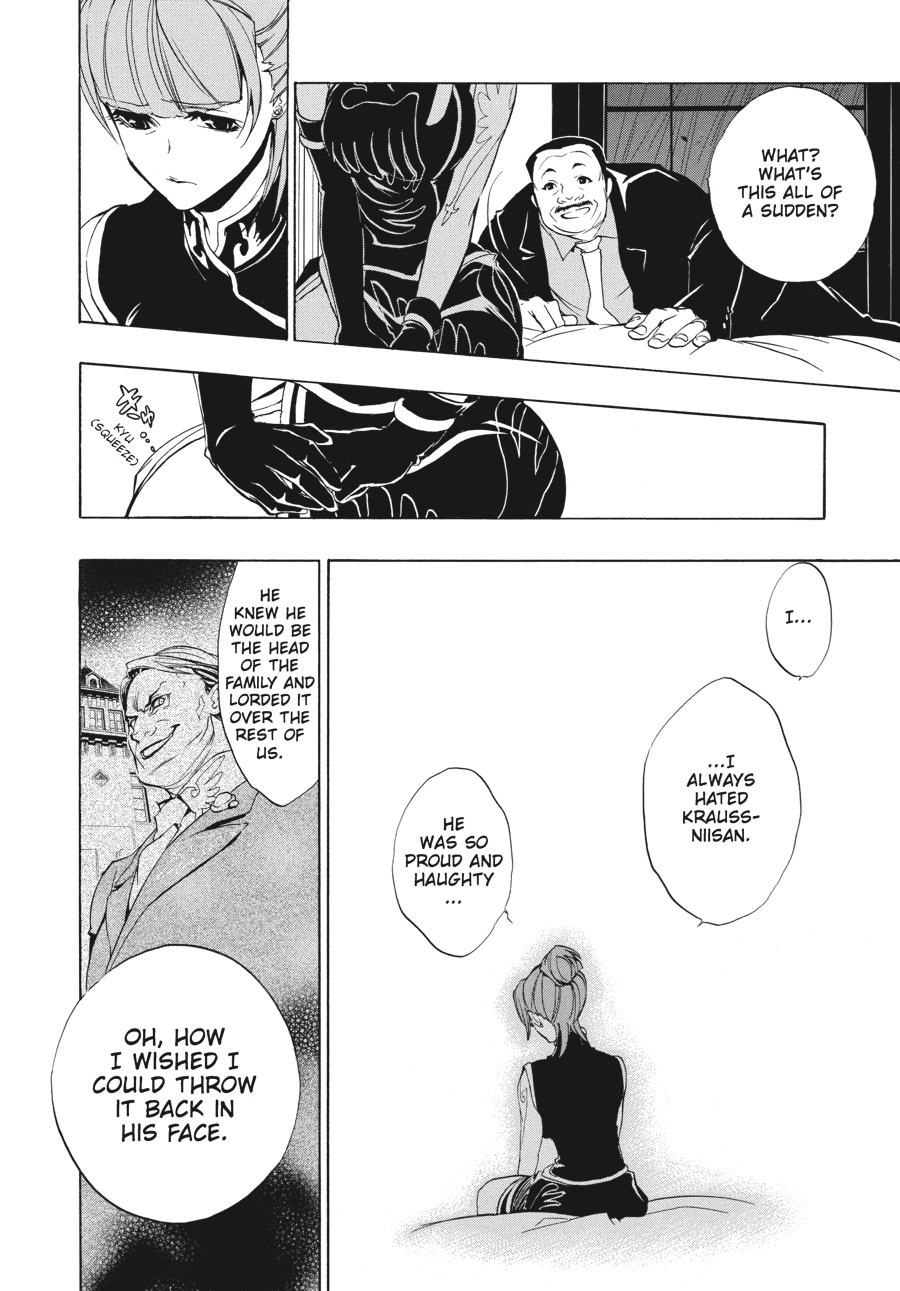 WHAT?
WHAT'S
THIS ALL OF
A SUDDEN?
KYU
(SQUEEZE)
I...
...I
ALWAYS
HATED
KRAUSS-
NIISAN.
HE
WAS SO
PROUD AND
HAUGHTY
...
HE
KNEW HE
WOULD BE
THE HEAD
OF THE
FAMILY AND
LORDED IT
OVER THE
REST OF
US.
OH, HOW
I WISHED I
COULD THROW
IT BACK IN
HIS FACE.